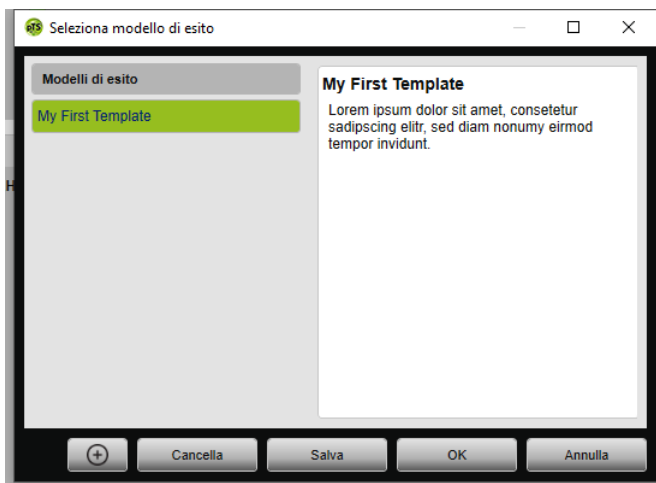 pTS Seleziona modello di esito
Modelli di esito
My First Template
My First Template
Lorem ipsum dolor sit amet, consetetur
sadipscing elitr, sed diam nonumy eirmod
tempor invidunt.
H
Cancella Salva OK Annulla